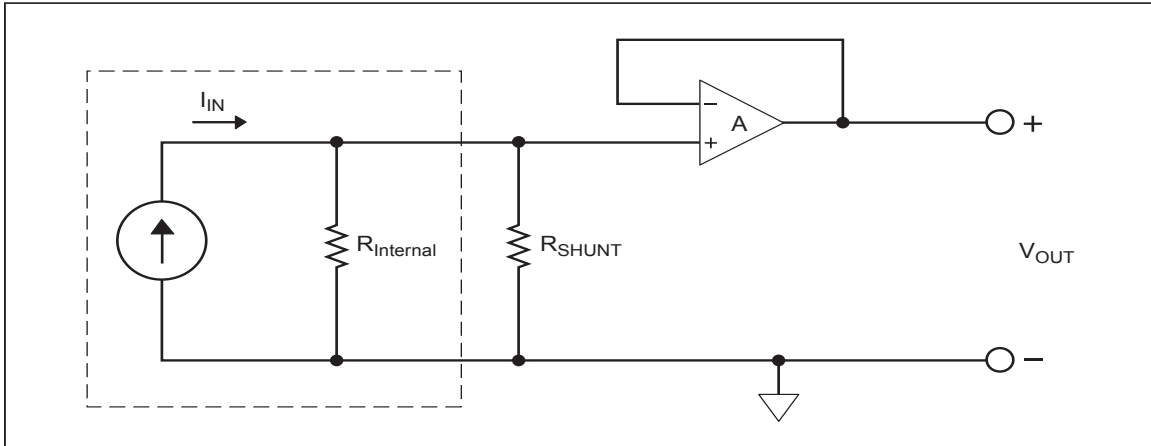 I_IN
−
A
+
+
R_Internal
R_SHUNT
V_OUT
−